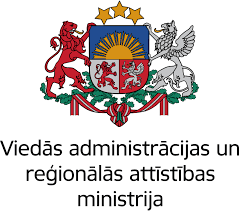 Viedās administrācijas un
reģionālās attīstības
ministrija